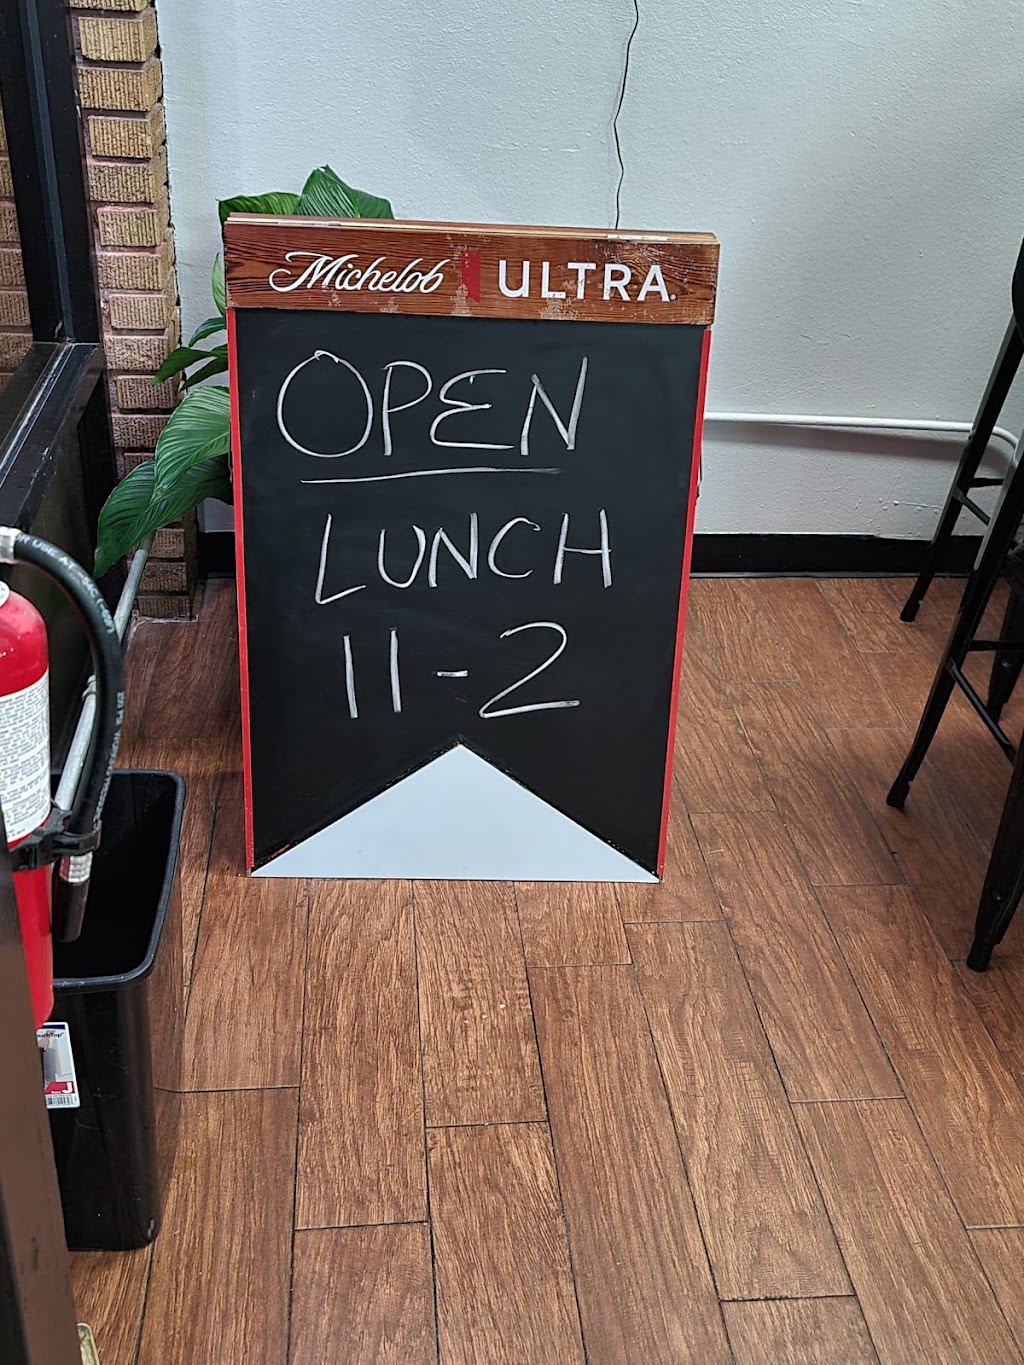 Michelob ULTRA
OPEN
LUNCH
11-2